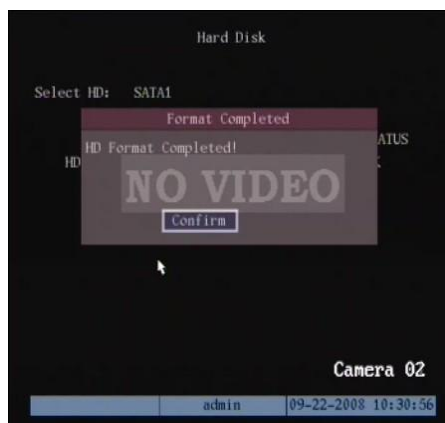 Hard Disk
Select HD: SATA1
Format Completed
ATUS
HD Format Completed!
HD
NO VIDEO
Confirm
Camera 02
admin 09-22-2008 10:30:56